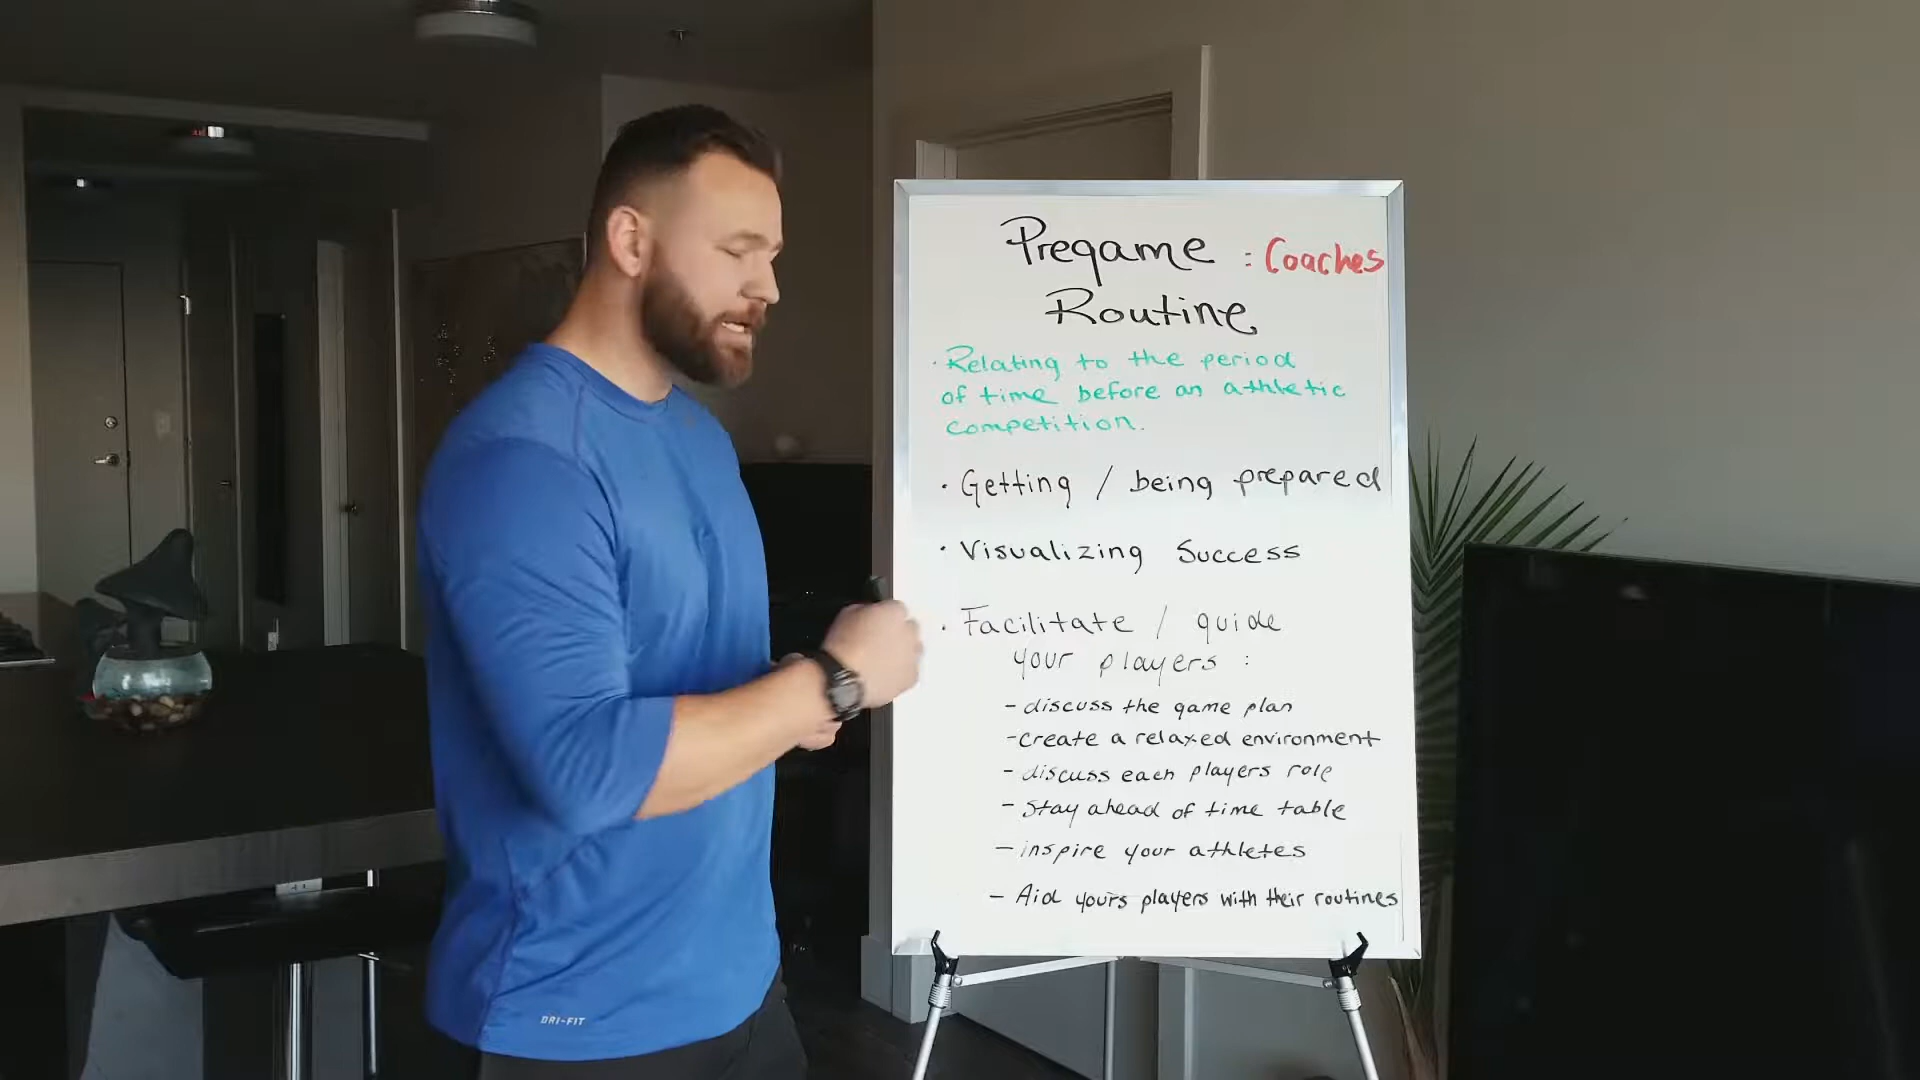 Pregame : Coaches
Routine
· Relating to the period
of time before an athletic
competition.
· Getting / being prepared
· Visualizing Success
· Facilitate / guide
your players :
- discuss the game plan
- create a relaxed environment
- discuss each players role
- Stay ahead of time table
- inspire your athletes
- Aid yours players with their routines
DRI-FIT